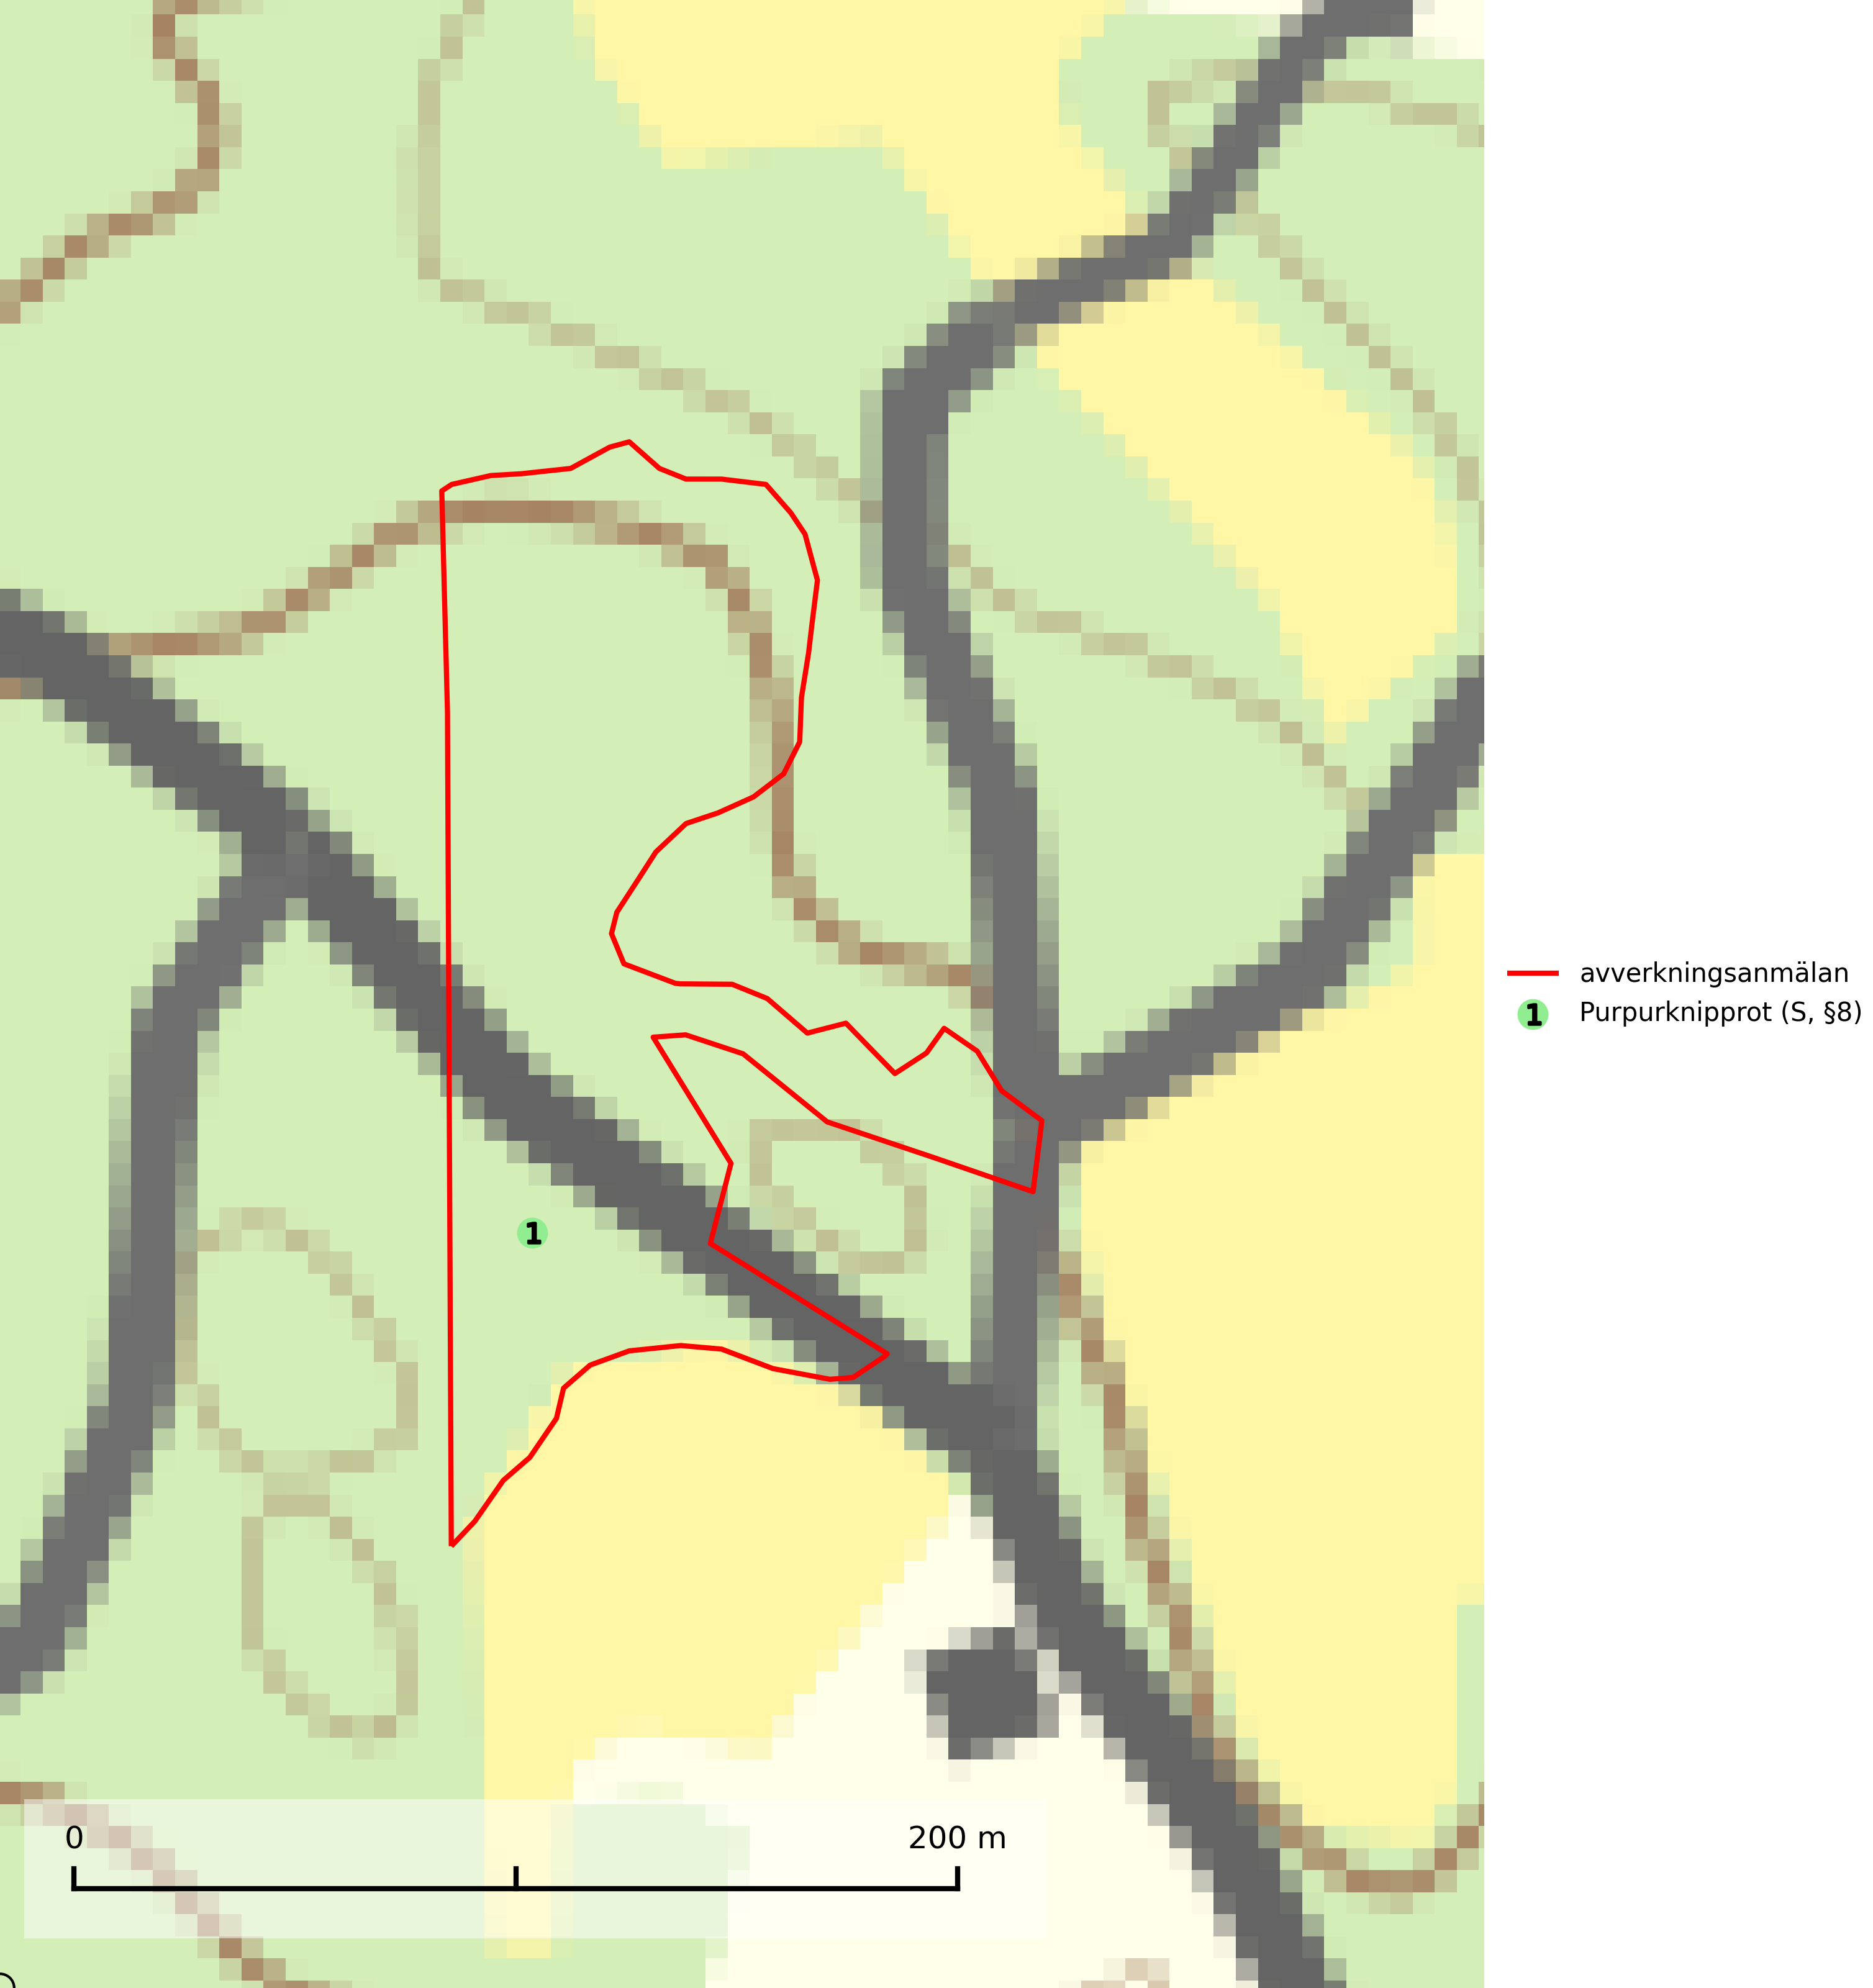 avverkningsanmälan
1 Purpurknipprot (S, §8)
1
0 200 m